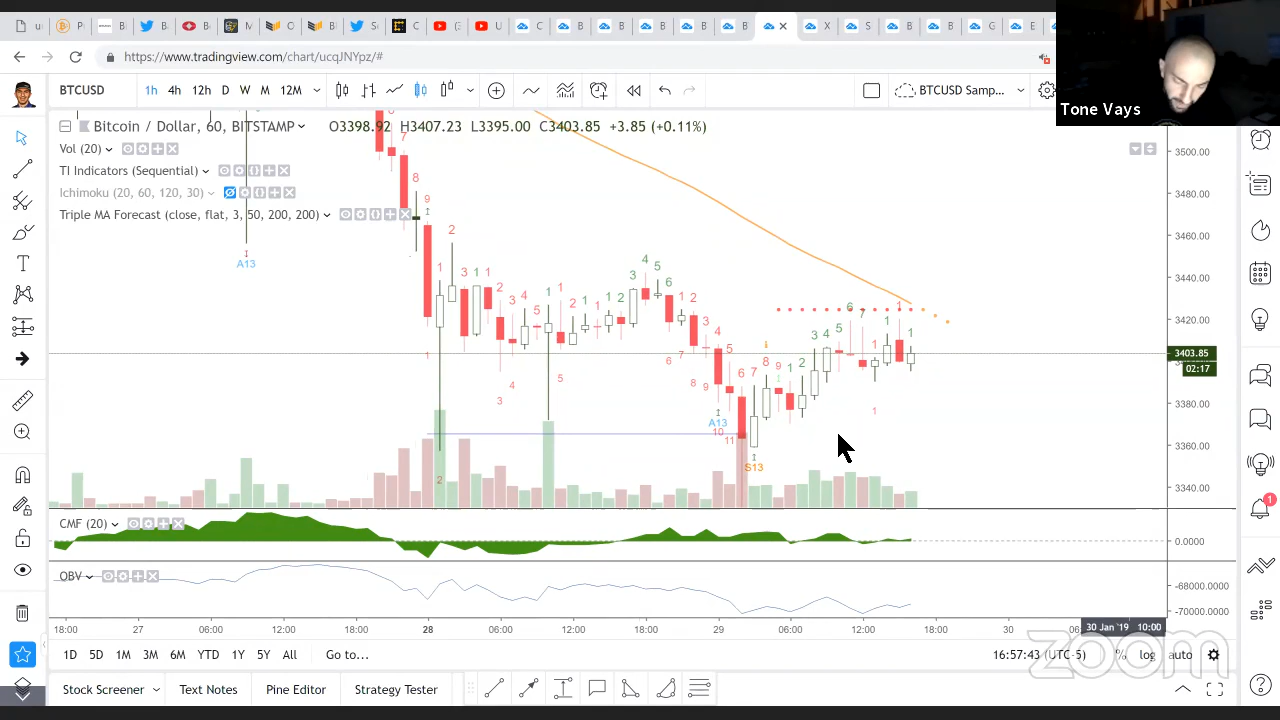 https://www.tradingview.com/chart/ucqJNYpz/#
Tone Vays
BTCUSD
1h 4h 12h D W M 12M
BTCUSD Samp...
Bitcoin / Dollar, 60, BITSTAMP
O3398.92 H3407.23 L3395.00 C3403.85 +3.85 (+0.11%)
Vol (20)
TI Indicators (Sequential)
Ichimoku (20, 60, 120, 30)
Triple MA Forecast (close, flat, 3, 50, 200, 200)
3500.00
3480.00
3460.00
3440.00
3420.00
3403.85
02:17
3380.00
3360.00
3340.00
A13
A13
S13
CMF (20)
0.0000
OBV
-68000.0000
-70000.0000
18:00 27 06:00 12:00 18:00 28 06:00 12:00 18:00 29 06:00 12:00 18:00 30 06:00
30 Jan '19 10:00
1D 5D 1M 3M 6M YTD 1Y 5Y All Go to...
16:57:43 (UTC-5) % log auto
zoom
Stock Screener Text Notes Pine Editor Strategy Tester